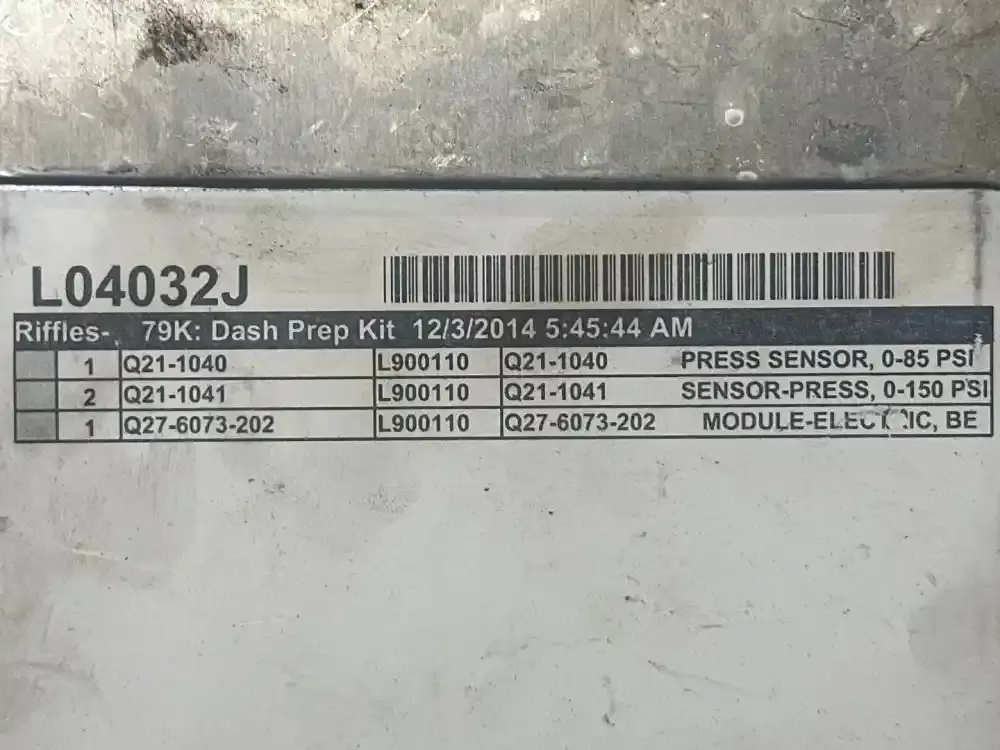 L04032J
Riffles-. 79K: Dash Prep Kit 12/3/2014 5:45:44 AM
1 Q21-1040 L900110 Q21-1040 PRESS SENSOR, 0-85 PSI
2 Q21-1041 L900110 Q21-1041 SENSOR-PRESS, 0-150 PSI
1 Q27-6073-202 L900110 Q27-6073-202 MODULE-ELECTRIC, BE